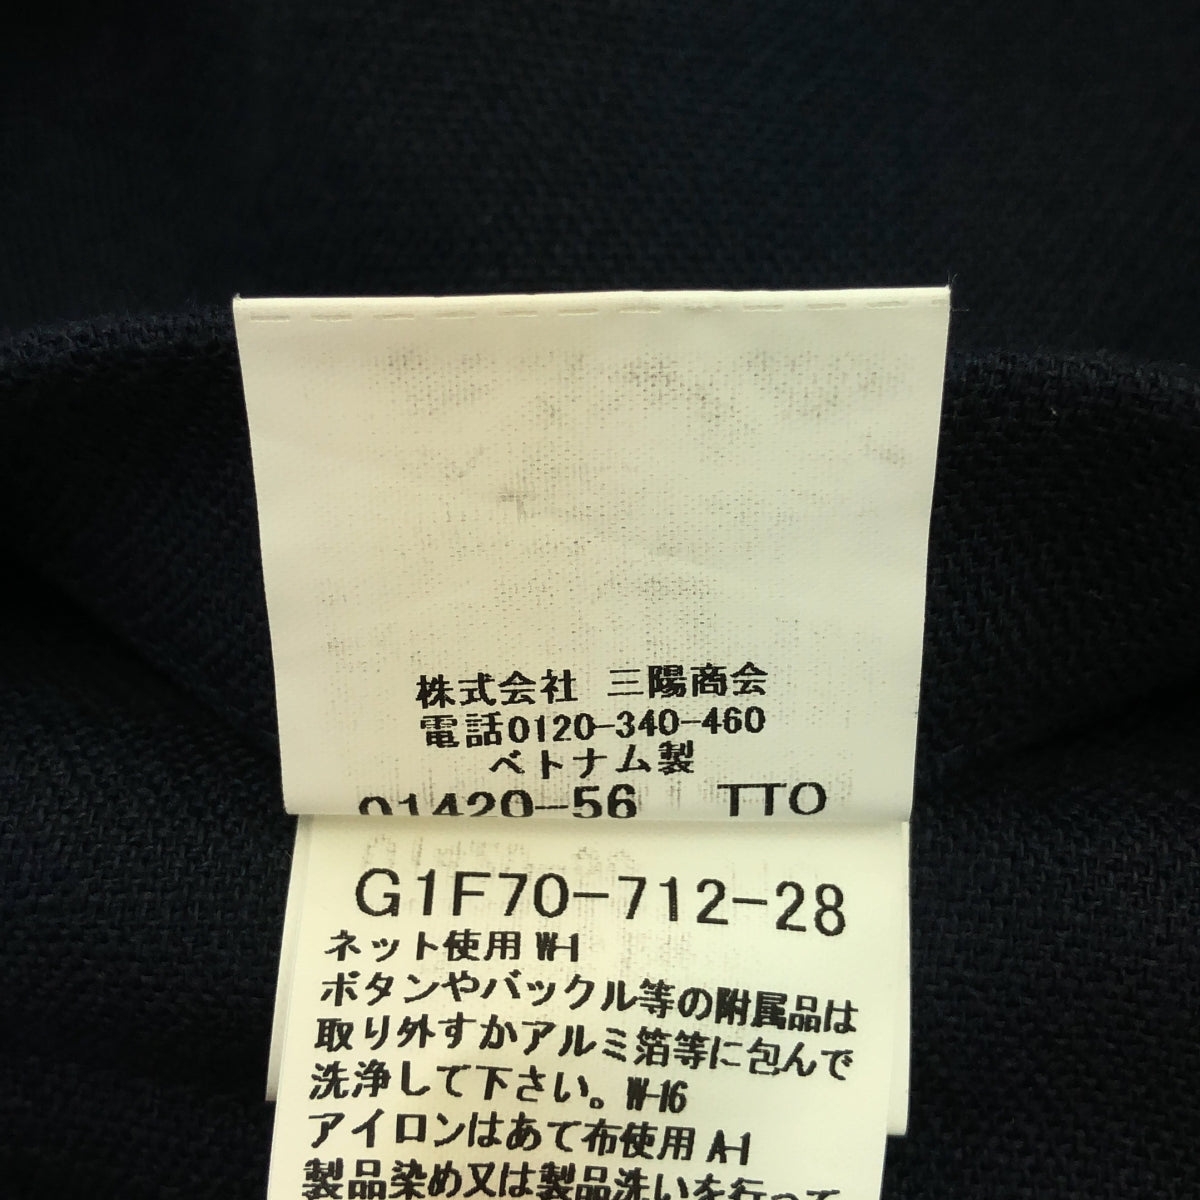 株式会社 三陽商会
電話0120-340-460
ベトナム製
01420-56 TTO
G1F70-712-28
ネット使用 W-1
ボタンやバックル等の附属品は
取り外すかアルミ箔等に包んで
洗浄して下さい。W-16
アイロンはあて布使用 A-1
製品染め又は製品洗いを行って